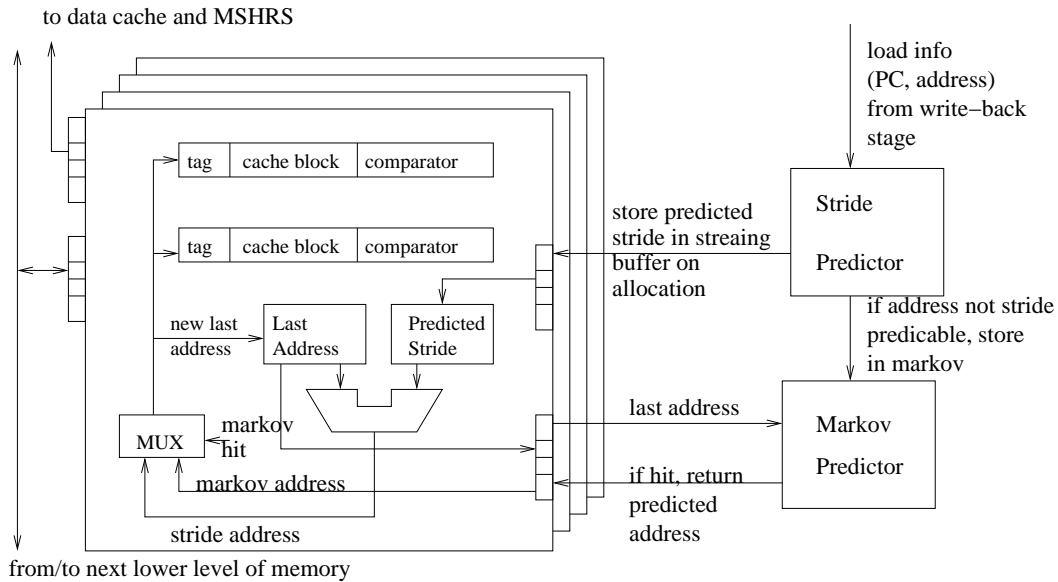 to data cache and MSHRS
load info
(PC, address)
from write-back
stage
tag cache block comparator
store predicted
stride in streaing
buffer on
allocation
Stride
Predictor
tag cache block comparator
if address not stride
predicable, store
in markov
new last
address
Last
Address
Predicted
Stride
last address
Markov
Predictor
markov
hit
MUX
markov address
if hit, return
predicted
address
stride address
from/to next lower level of memory